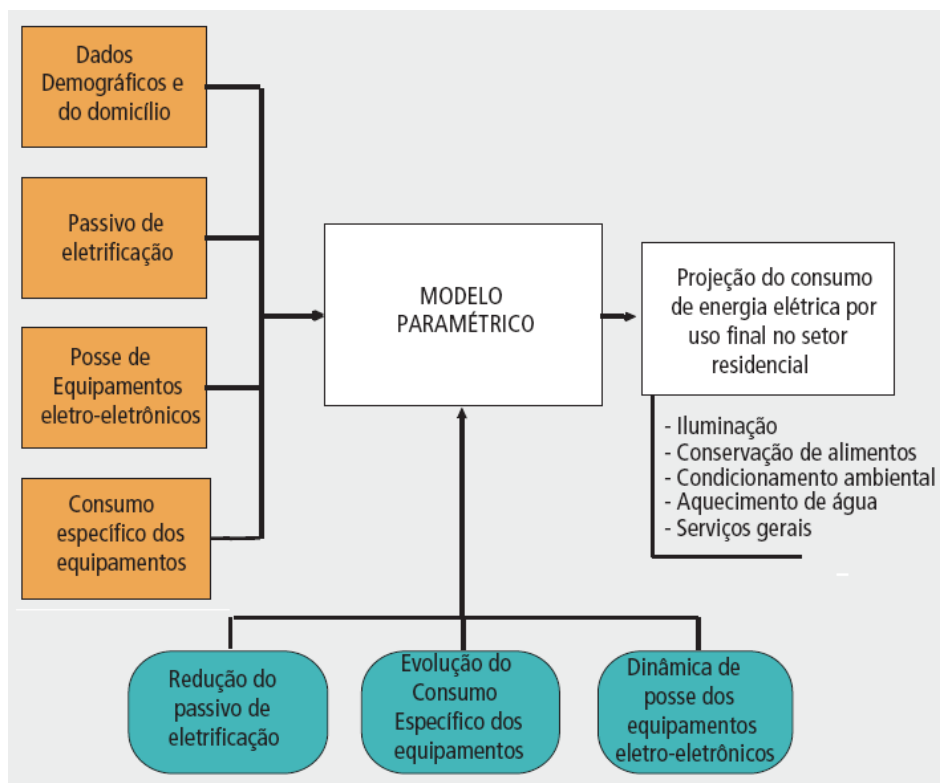 Dados
Demográficos e
do domicílio
Passivo de
eletrificação
Posse de
Equipamentos
eletro-eletrônicos
Consumo
específico dos
equipamentos
MODELO
PARAMÉTRICO
Projeção do consumo
de energia elétrica por
uso final no setor
residencial
- Iluminação
- Conservação de alimentos
- Condicionamento ambiental
- Aquecimento de água
- Serviços gerais
Redução do
passivo de
eletrificação
Evolução do
Consumo
Específico dos
equipamentos
Dinâmica de
posse dos
equipamentos
eletro-eletrônicos